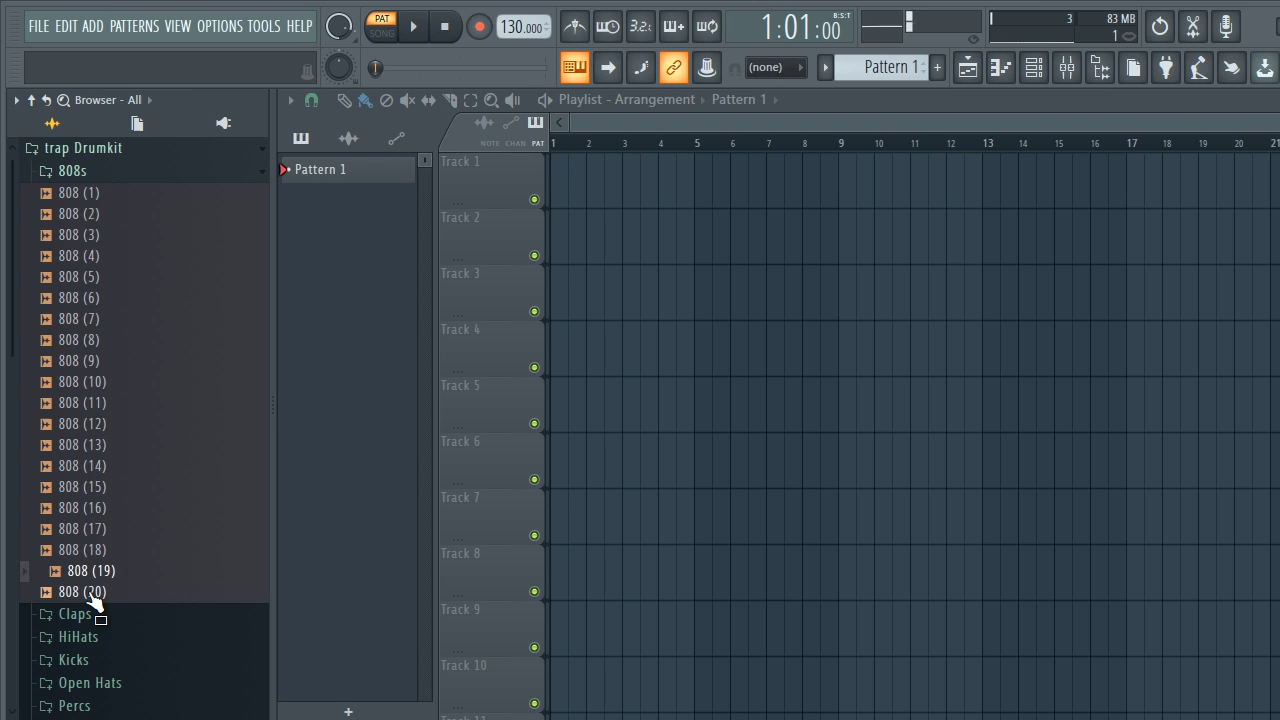 FILE EDIT ADD PATTERNS VIEW OPTIONS TOOLS HELP
PAT
SONG
130.000
3.2.
1:01:00
B:S:T
3
83 MB
1
(none)
Pattern 1
+
Browser - All
Playlist - Arrangement › Pattern 1 ›
NOTE CHAN PAT
1 2 3 4 5 6 7 8 9 10 11 12 13 14 15 16 17 18 19 20 21
trap Drumkit
808s
808 (1)
808 (2)
808 (3)
808 (4)
808 (5)
808 (6)
808 (7)
808 (8)
808 (9)
808 (10)
808 (11)
808 (12)
808 (13)
808 (14)
808 (15)
808 (16)
808 (17)
808 (18)
808 (19)
808 (20)
Claps
HiHats
Kicks
Open Hats
Percs
Pattern 1
+
Track 1
Track 2
Track 3
Track 4
Track 5
Track 6
Track 7
Track 8
Track 9
Track 10